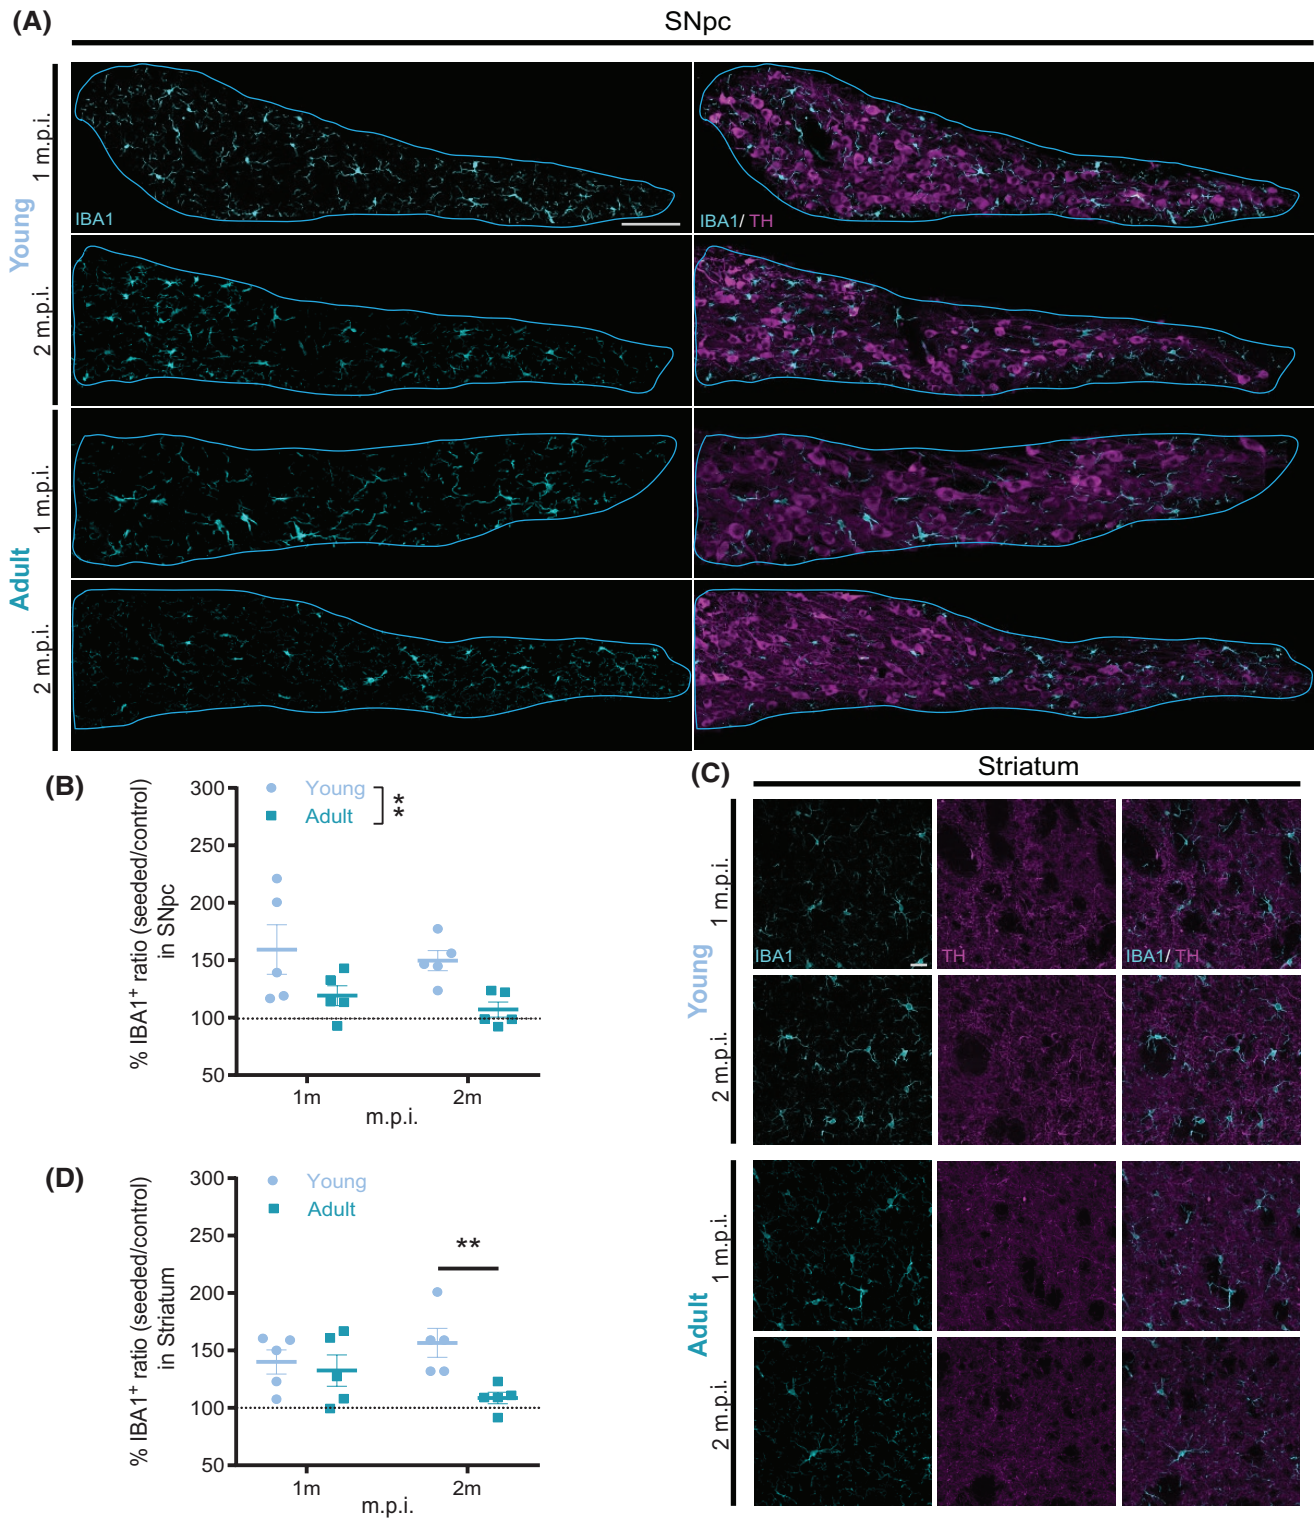 (A)
SNpc
Young
1 m.p.i.
IBA1
IBA1/ TH
2 m.p.i.
Adult
1 m.p.i.
2 m.p.i.
(B)
% IBA1+ ratio (seeded/control)
in SNpc
300
250
200
150
100
50
Young
Adult
**
1m
2m
m.p.i.
(C)
Striatum
Young
1 m.p.i.
IBA1
TH
IBA1/ TH
2 m.p.i.
Adult
1 m.p.i.
2 m.p.i.
(D)
% IBA1+ ratio (seeded/control)
in Striatum
300
250
200
150
100
50
Young
Adult
**
1m
2m
m.p.i.